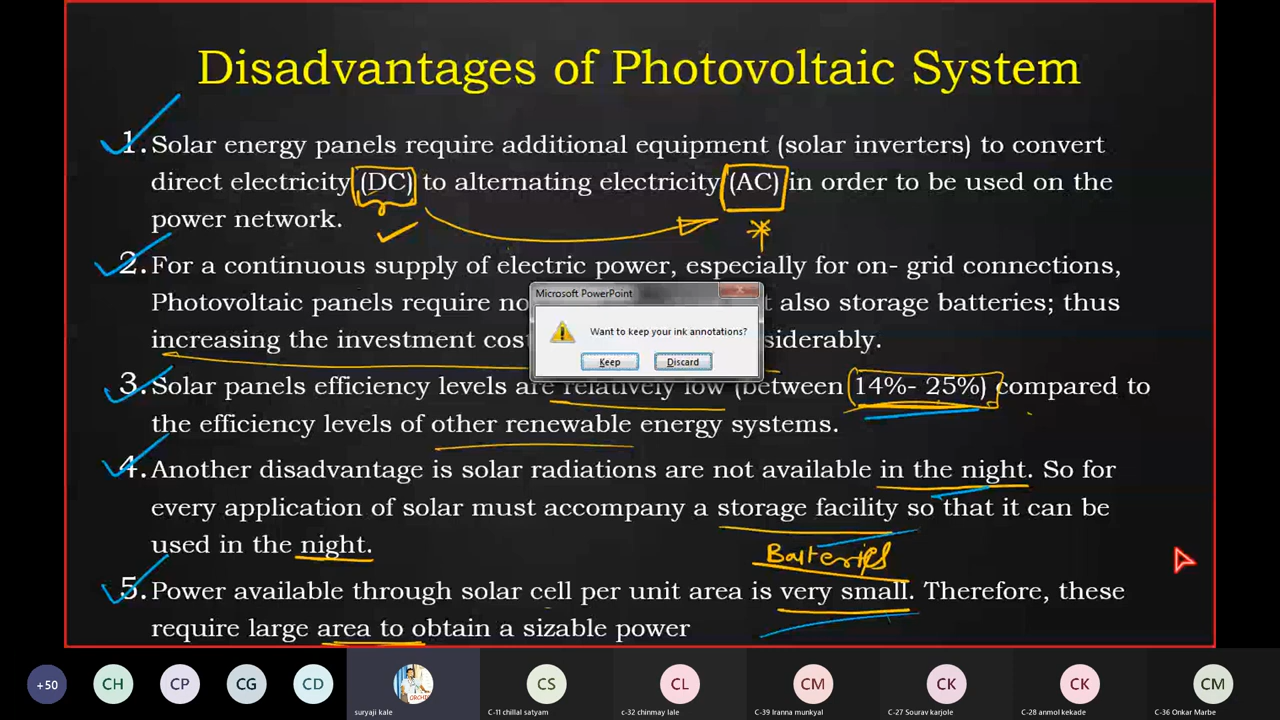 Disadvantages of Photovoltaic System
1. Solar energy panels require additional equipment (solar inverters) to convert
direct electricity (DC) to alternating electricity (AC) in order to be used on the
power network.
2. For a continuous supply of electric power, especially for on- grid connections,
Photovoltaic panels require no t also storage batteries; thus
increasing the investment cos siderably.
Microsoft PowerPoint
Want to keep your ink annotations?
Keep Discard
3. Solar panels efficiency levels are relatively low (between 14%- 25%) compared to
the efficiency levels of other renewable energy systems.
4. Another disadvantage is solar radiations are not available in the night. So for
every application of solar must accompany a storage facility so that it can be
used in the night.
Batteries
5. Power available through solar cell per unit area is very small. Therefore, these
require large area to obtain a sizable power
+50 CH CP CG CD CS CL CM CK CK CM
suryaji kale C-11 chillal satyam c-32 chinmay lale C-39 Iranna munkyal C-27 Sourav karjole C-28 anmol kekade C-36 Onkar Marbe